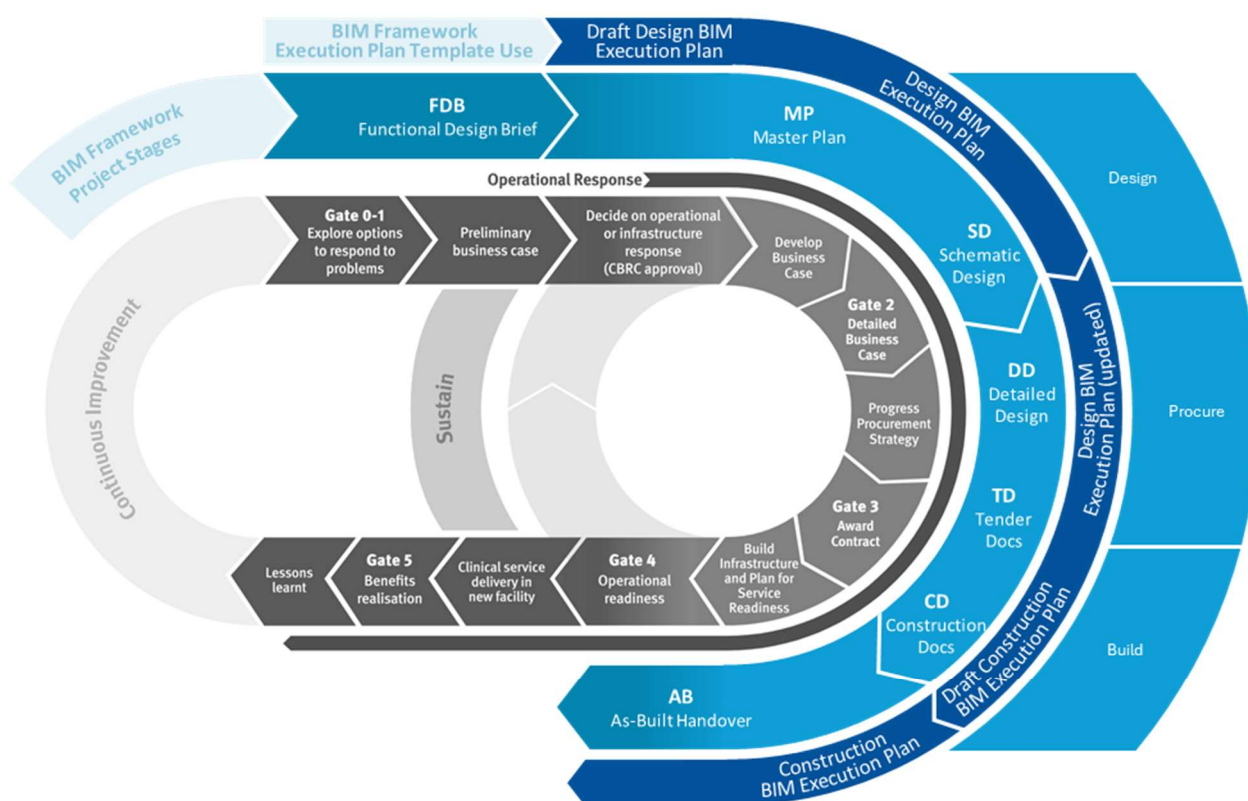 BIM Framework
Execution Plan Template Use
Draft Design BIM
Execution Plan
Design BIM
Execution Plan
Design BIM
Execution Plan (updated)
Draft Construction
BIM Execution Plan
Construction
BIM Execution Plan
BIM Framework
Project Stages
FDB
Functional Design Brief
MP
Master Plan
SD
Schematic
Design
DD
Detailed
Design
TD
Tender
Docs
CD
Construction
Docs
AB
As-Built Handover
Design
Procure
Build
Operational Response
Gate 0-1
Explore options
to respond to
problems
Preliminary
business case
Decide on operational
or infrastructure
response
(CBRC approval)
Develop
Business
Case
Gate 2
Detailed
Business
Case
Progress
Procurement
Strategy
Gate 3
Award
Contract
Build
Infrastructure
and Plan for
Service
Readiness
Gate 4
Operational
readiness
Clinical service
delivery in
new facility
Gate 5
Benefits
realisation
Lessons
learnt
Continuous Improvement
Sustain